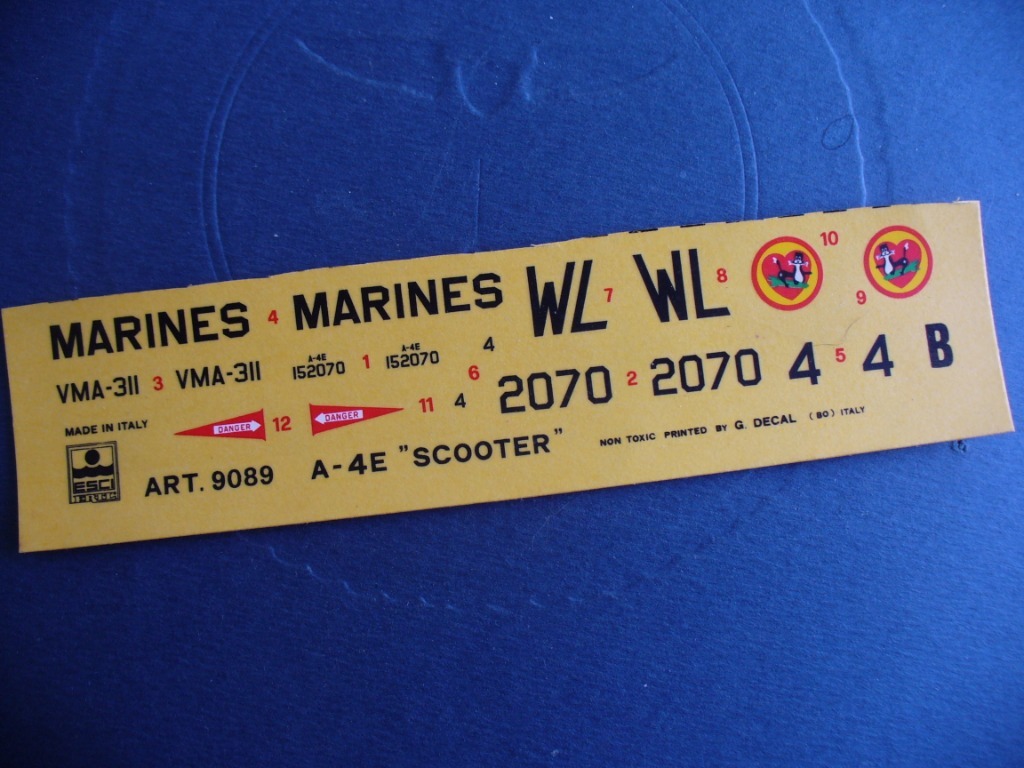 MARINES 4 MARINES WL 7 WL 8 10 9
VMA-311 3 VMA-311 A-4E 152070 1 A-4E 152070 6 4 2070 2 2070 4 5 4 B
MADE IN ITALY DANGER 12 DANGER 11 4
ESCI
ART. 9089 A-4E "SCOOTER" NON TOXIC PRINTED BY G. DECAL (BO) ITALY